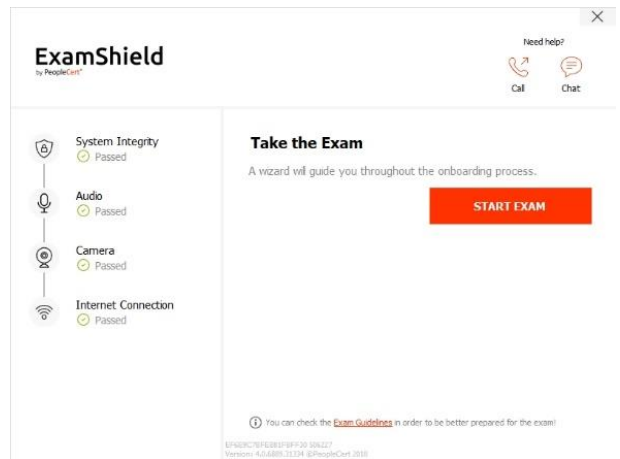 Need help?
ExamShield
by PeopleCert
Call
Chat
System Integrity
Passed
Audio
Passed
Camera
Passed
Internet Connection
Passed
Take the Exam
A wizard will guide you throughout the onboarding process.
START EXAM
You can check the Exam Guidelines in order to be better prepared for the exam!
©PeopleCert 2018